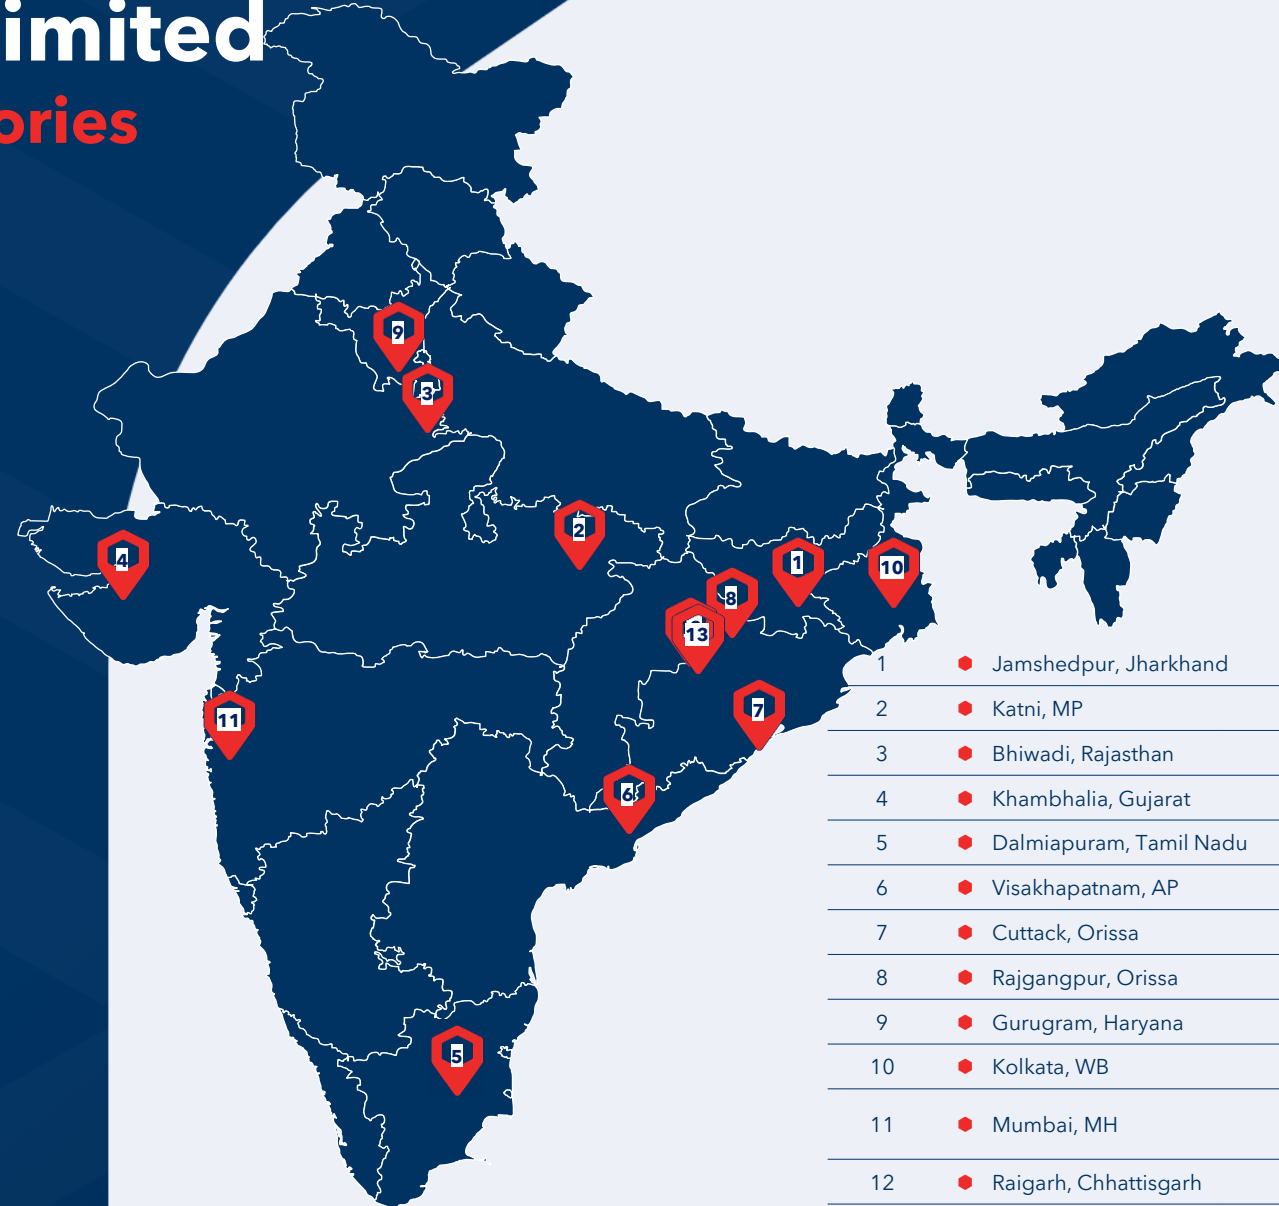 imited
ories
9
3
2
4
1
10
8
13
7
11
6
5
1 Jamshedpur, Jharkhand
2 Katni, MP
3 Bhiwadi, Rajasthan
4 Khambhalia, Gujarat
5 Dalmiapuram, Tamil Nadu
6 Visakhapatnam, AP
7 Cuttack, Orissa
8 Rajgangpur, Orissa
9 Gurugram, Haryana
10 Kolkata, WB
11 Mumbai, MH
12 Raigarh, Chhattisgarh